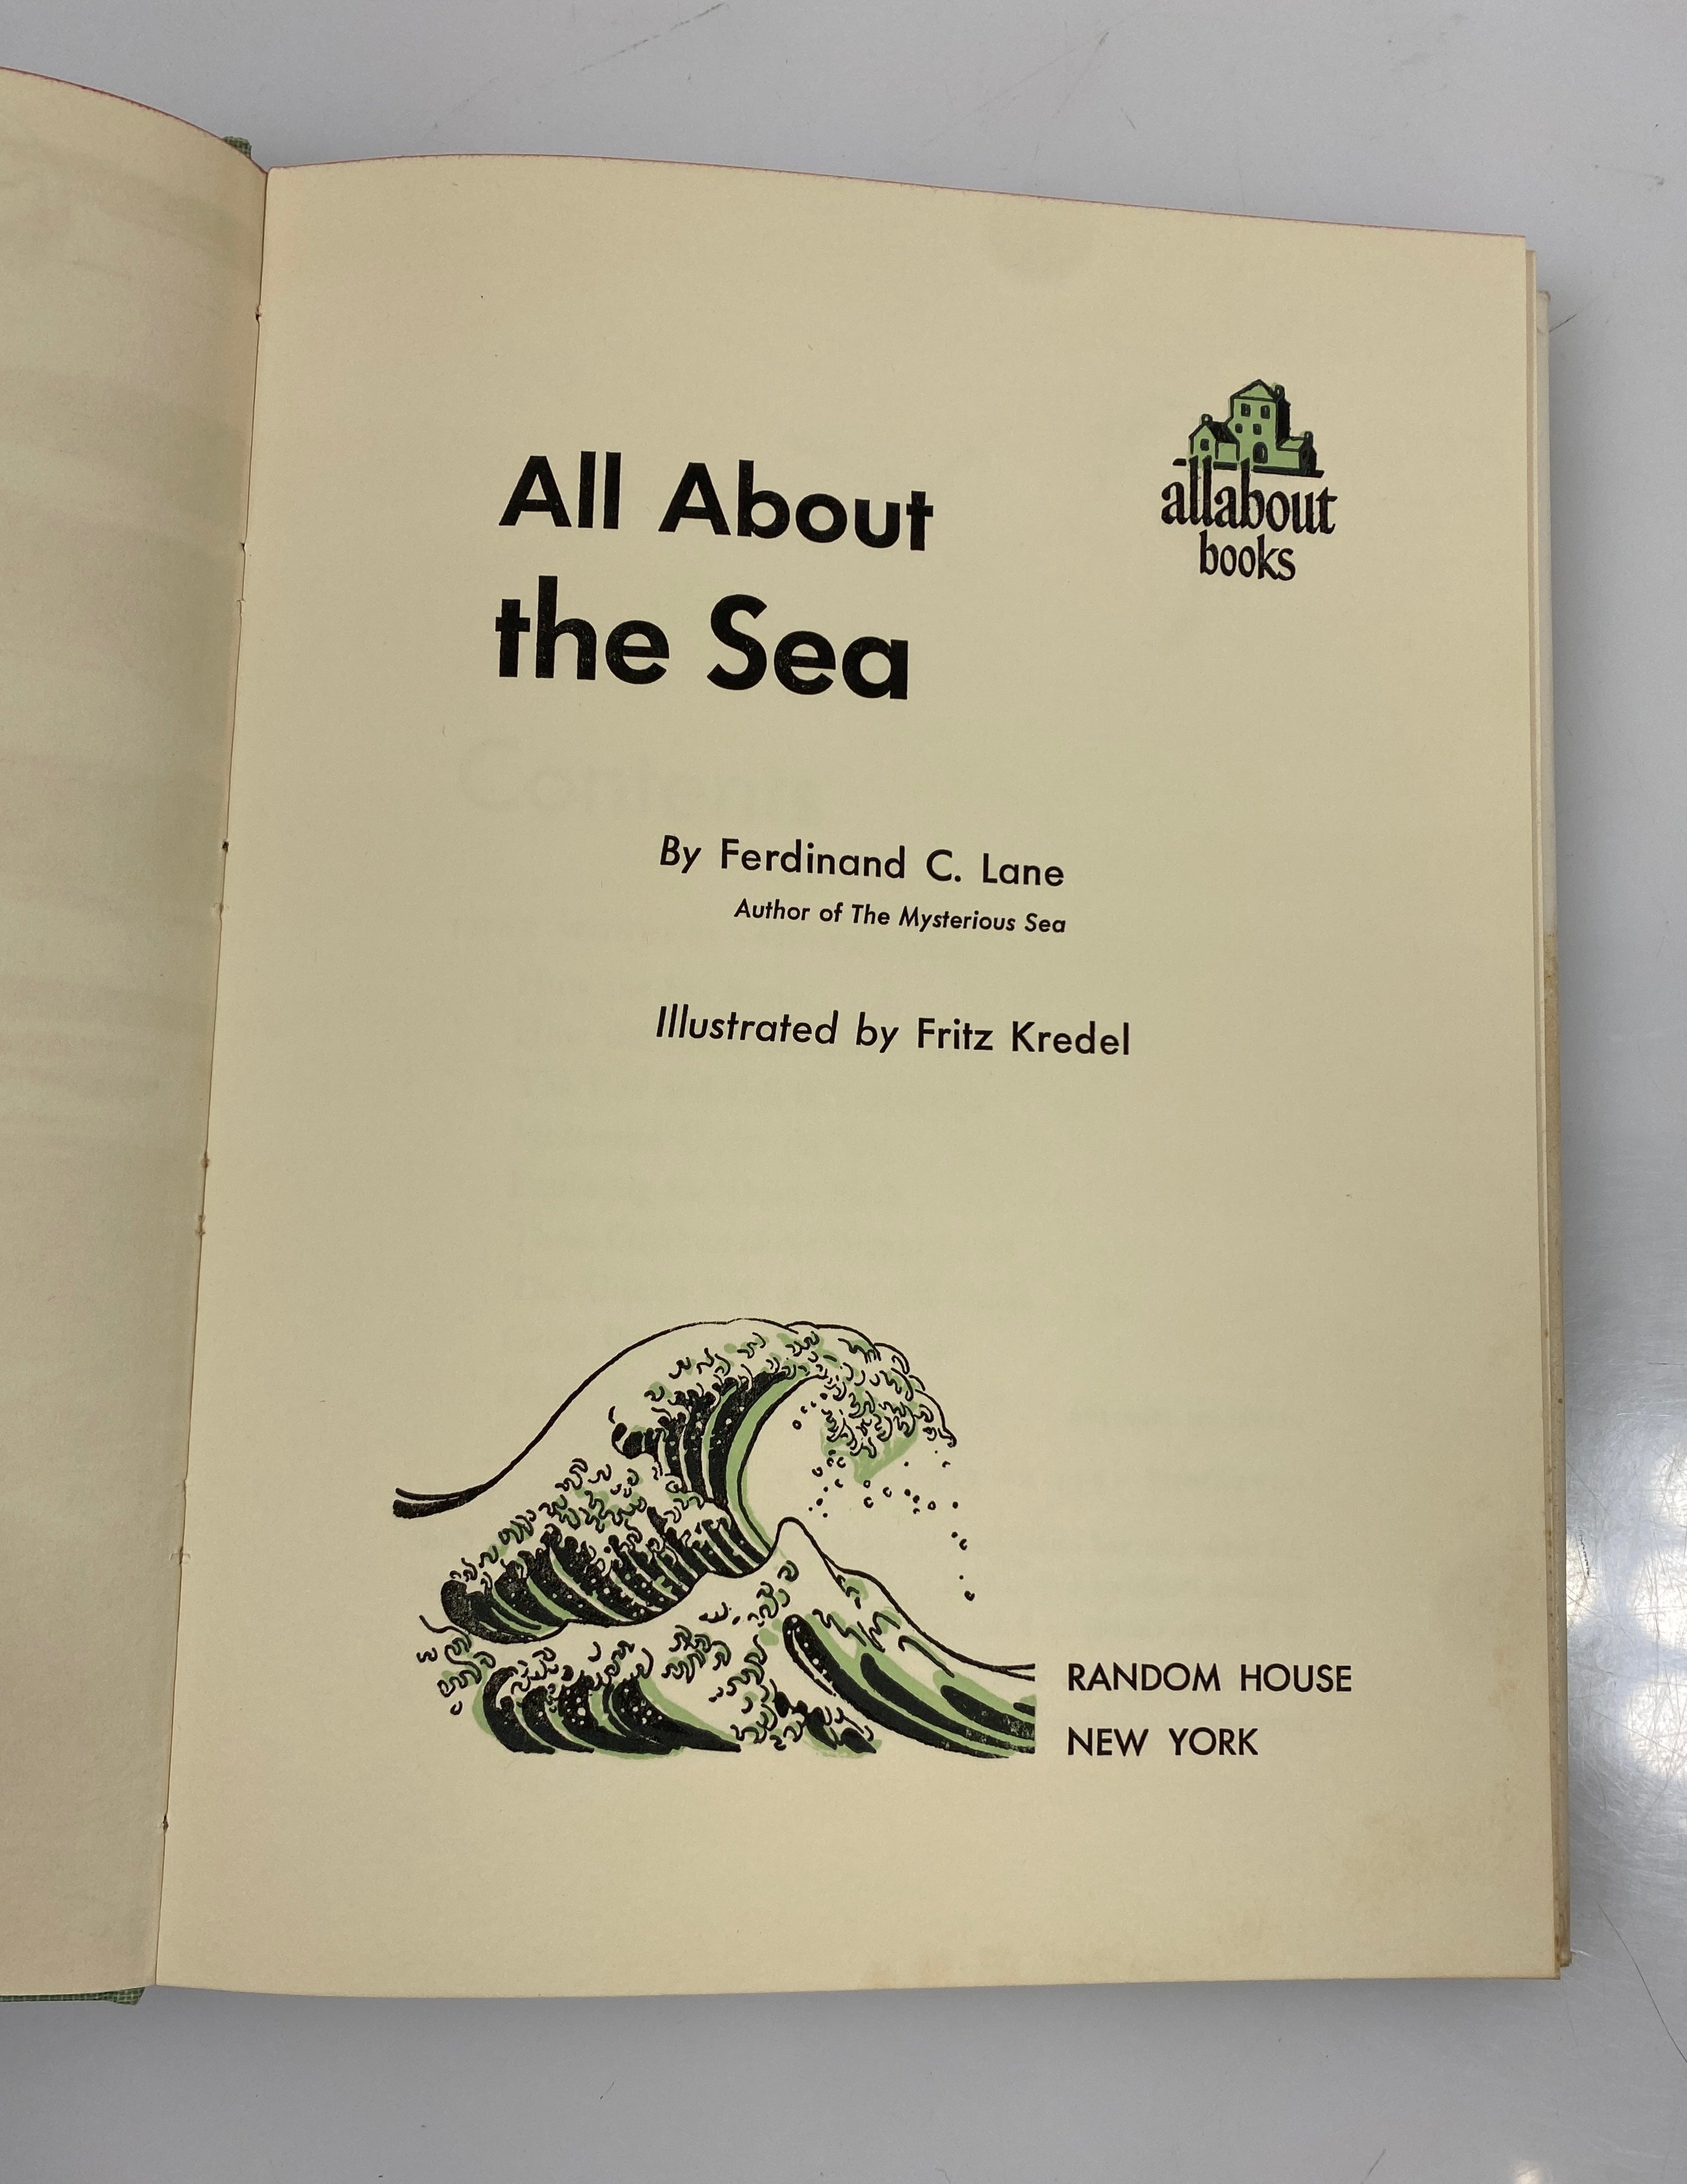 All About
the Sea
allabout
books
By Ferdinand C. Lane
Author of The Mysterious Sea
Illustrated by Fritz Kredel
RANDOM HOUSE
NEW YORK
Contents